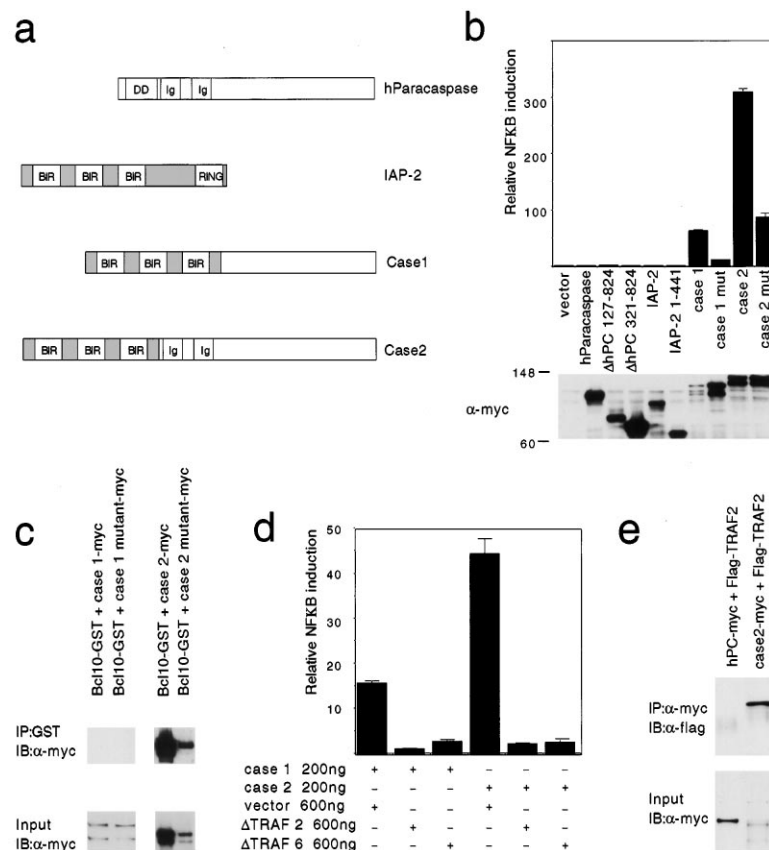 a
DD Ig Ig hParacaspase
BIR BIR BIR RING IAP-2
BIR BIR BIR Case1
BIR BIR BIR Ig Ig Case2
b
Relative NFKB induction
300
200
100
vector
hParacaspase
ΔhPC 127-824
ΔhPC 321-824
IAP-2
IAP-2 1-441
case 1
case 1 mut
case 2
case 2 mut
148
α-myc
60
c
Bcl10-GST + case 1-myc
Bcl10-GST + case 1 mutant-myc
Bcl10-GST + case 2-myc
Bcl10-GST + case 2 mutant-myc
IP:GST
IB:α-myc
Input
IB:α-myc
d
Relative NFKB induction
50
40
30
20
10
case 1 200ng + + + – – –
case 2 200ng – – – + + +
vector 600ng + – – + – –
ΔTRAF 2 600ng – + – – + –
ΔTRAF 6 600ng – – + – – +
e
hPC-myc + Flag-TRAF2
case2-myc + Flag-TRAF2
IP:α-myc
IB:α-flag
Input
IB:α-myc